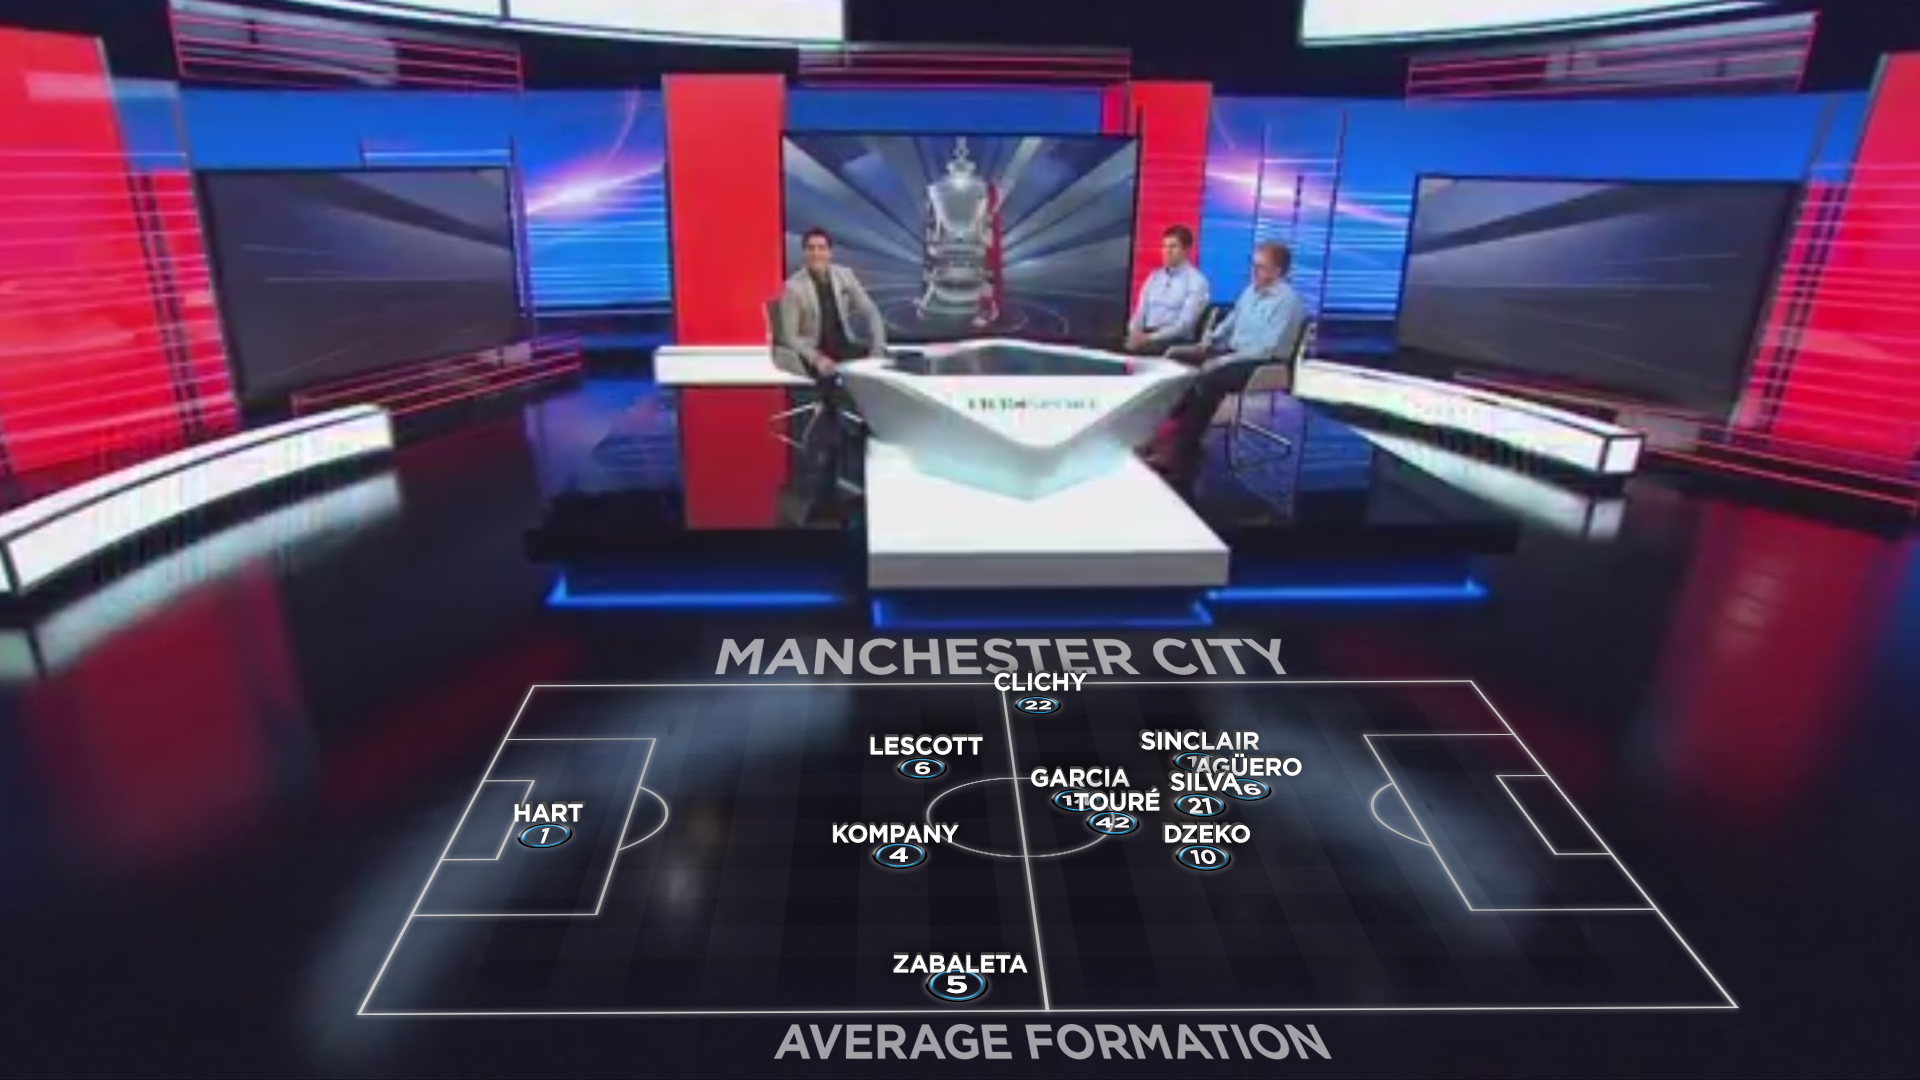 MANCHESTER CITY
CLICHY
22
LESCOTT
6
SINCLAIR
AGÜERO
GARCIA
SILVA
21
TOURÉ
42
HART
1
KOMPANY
4
DZEKO
10
ZABALETA
5
AVERAGE FORMATION